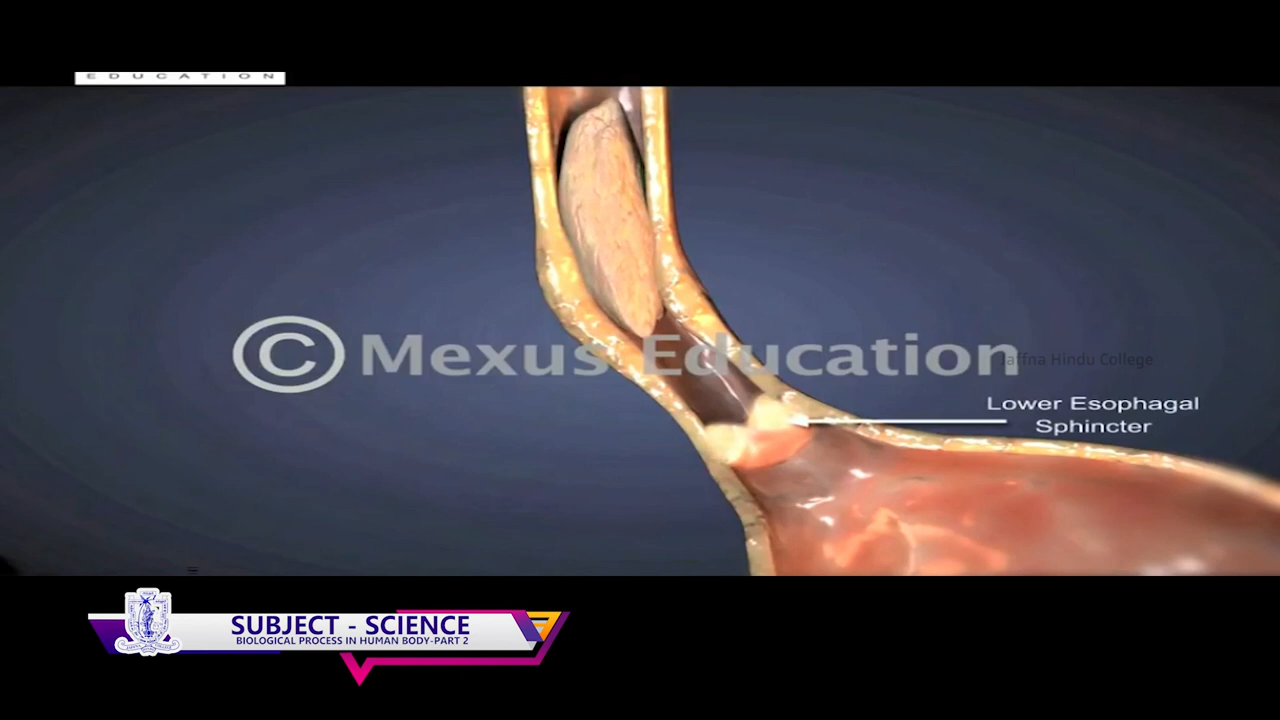 EDUCATION
© Mexus Education
Jaffna Hindu College
Lower Esophagal
Sphincter
SUBJECT - SCIENCE
BIOLOGICAL PROCESS IN HUMAN BODY-PART 2